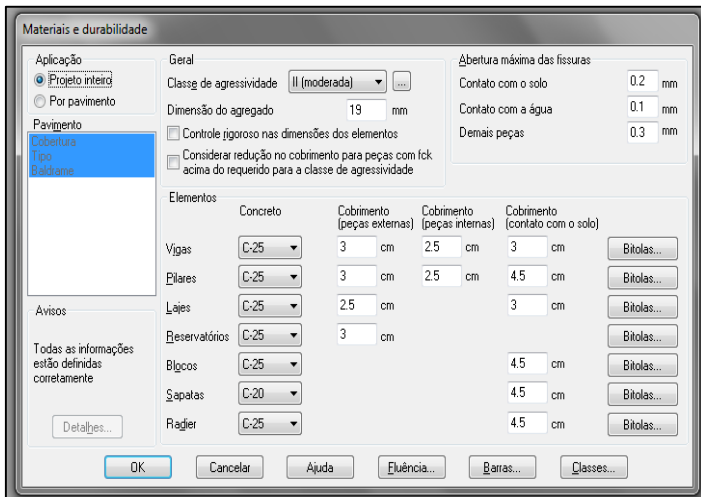 Materiais e durabilidade
Aplicação
Projeto inteiro
Por pavimento
Pavimento
Cobertura
Tipo
Baldrame
Avisos
Todas as informações
estão definidas
corretamente
Detalhes...
Geral
Classe de agressividade II (moderada) ...
Dimensão do agregado 19 mm
Controle rigoroso nas dimensões dos elementos
Considerar redução no cobrimento para peças com fck
acima do requerido para a classe de agressividade
Abertura máxima das fissuras
Contato com o solo 0.2 mm
Contato com a água 0.1 mm
Demais peças 0.3 mm
Elementos
Concreto Cobrimento Cobrimento Cobrimento
(peças externas) (peças internas) (contato com o solo)
Vigas C-25 3 cm 2.5 cm 3 cm Bitolas...
Pilares C-25 3 cm 2.5 cm 4.5 cm Bitolas...
Lajes C-25 2.5 cm 3 cm Bitolas...
Reservatórios C-25 3 cm Bitolas...
Blocos C-25 4.5 cm Bitolas...
Sapatas C-20 4.5 cm Bitolas...
Radier C-25 4.5 cm Bitolas...
OK Cancelar Ajuda Fluência... Barras... Classes...